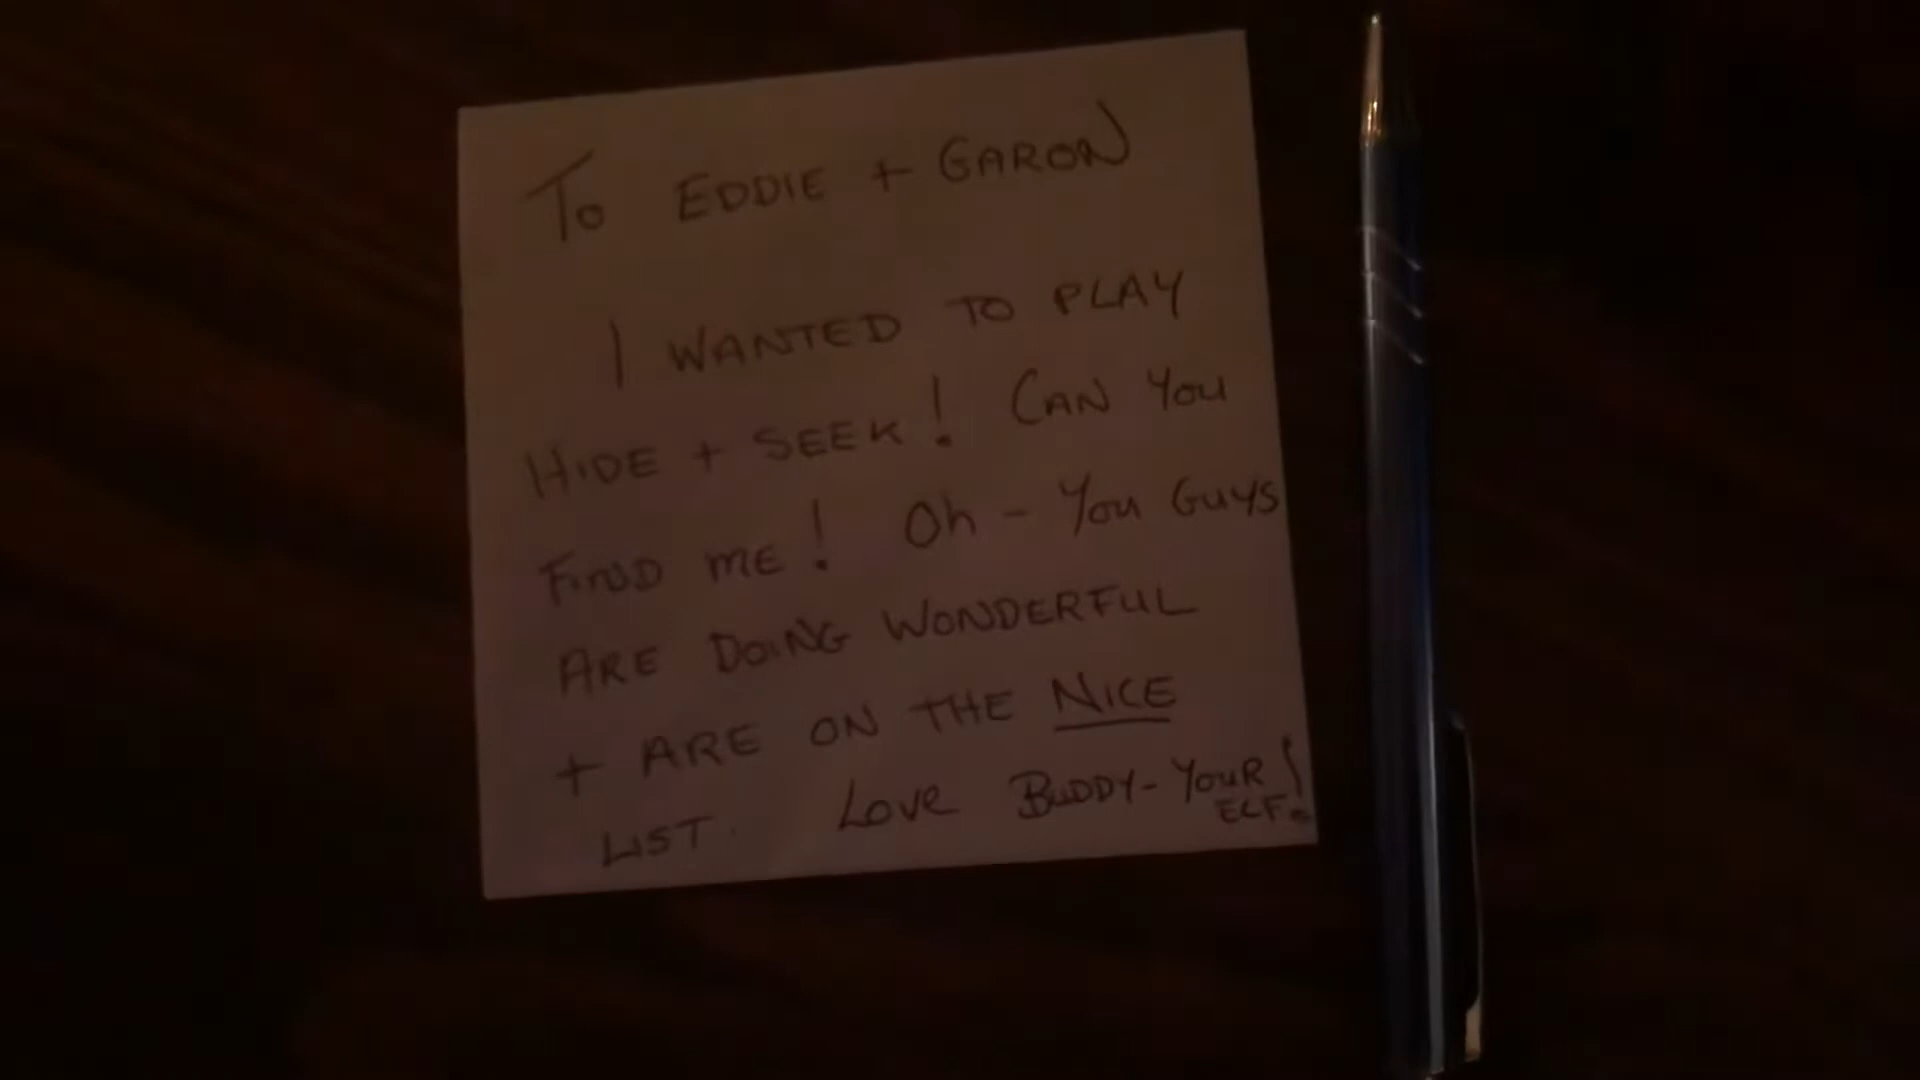 To EDDIE + GARON
I WANTED TO PLAY
HIDE + SEEK! CAN YOU
FIND ME! Oh - You GUYS
ARE DOING WONDERFUL
+ ARE ON THE NICE
LIST. LOVE BUDDY - YOUR
ELF!